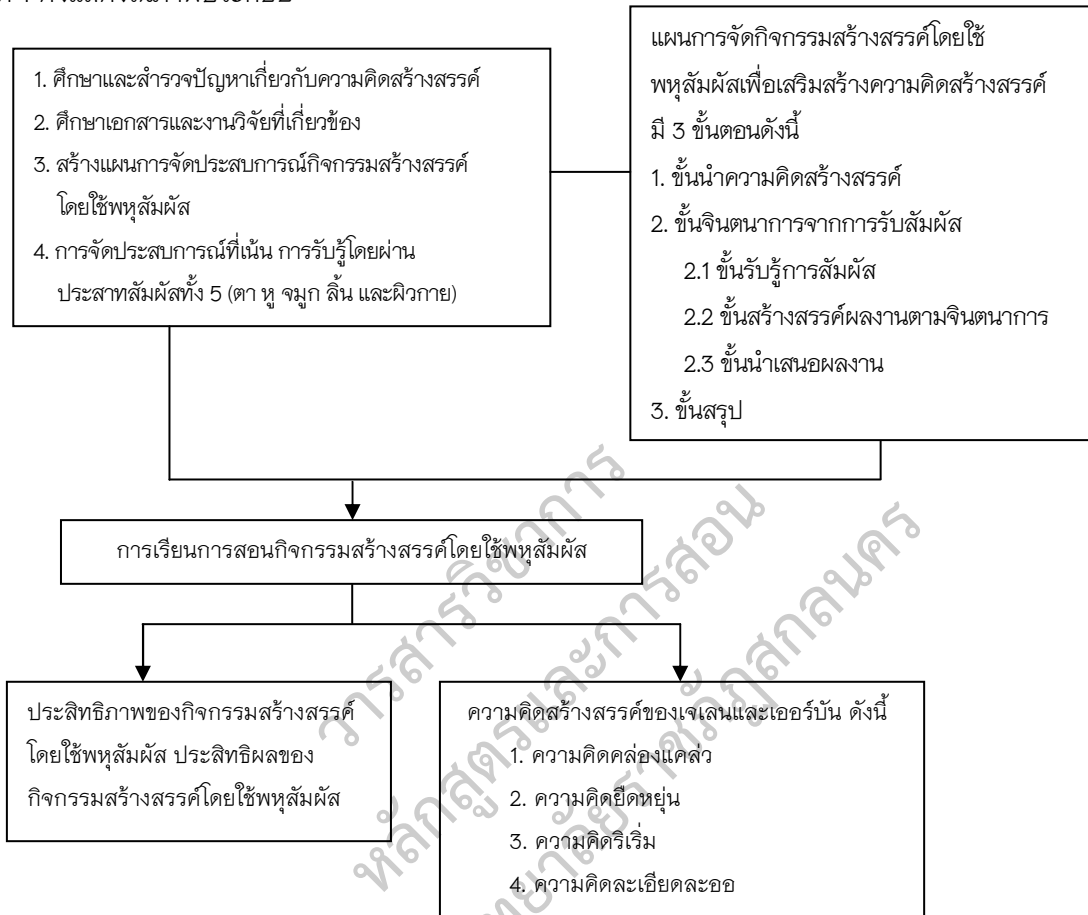 1. ศึกษาและสำรวจปัญหาเกี่ยวกับความคิดสร้างสรรค์
2. ศึกษาเอกสารและงานวิจัยที่เกี่ยวข้อง
3. สร้างแผนการจัดประสบการณ์กิจกรรมสร้างสรรค์
โดยใช้พหุสัมผัส
4. การจัดประสบการณ์ที่เน้น การรับรู้โดยผ่าน
ประสาทสัมผัสทั้ง 5 (ตา หู จมูก ลิ้น และผิวกาย)
แผนการจัดกิจกรรมสร้างสรรค์โดยใช้
พหุสัมผัสเพื่อเสริมสร้างความคิดสร้างสรรค์
มี 3 ขั้นตอนดังนี้
1. ขั้นนำความคิดสร้างสรรค์
2. ขั้นจินตนาการจากการรับสัมผัส
2.1 ขั้นรับรู้การสัมผัส
2.2 ขั้นสร้างสรรค์ผลงานตามจินตนาการ
2.3 ขั้นนำเสนอผลงาน
3. ขั้นสรุป
การเรียนการสอนกิจกรรมสร้างสรรค์โดยใช้พหุสัมผัส
ประสิทธิภาพของกิจกรรมสร้างสรรค์
โดยใช้พหุสัมผัส ประสิทธิผลของ
กิจกรรมสร้างสรรค์โดยใช้พหุสัมผัส
ความคิดสร้างสรรค์ของเจเลนและเออร์บัน ดังนี้
1. ความคิดคล่องแคล่ว
2. ความคิดยืดหยุ่น
3. ความคิดริเริ่ม
4. ความคิดละเอียดละออ
วารสารวิชาการ
หลักสูตรและการสอน